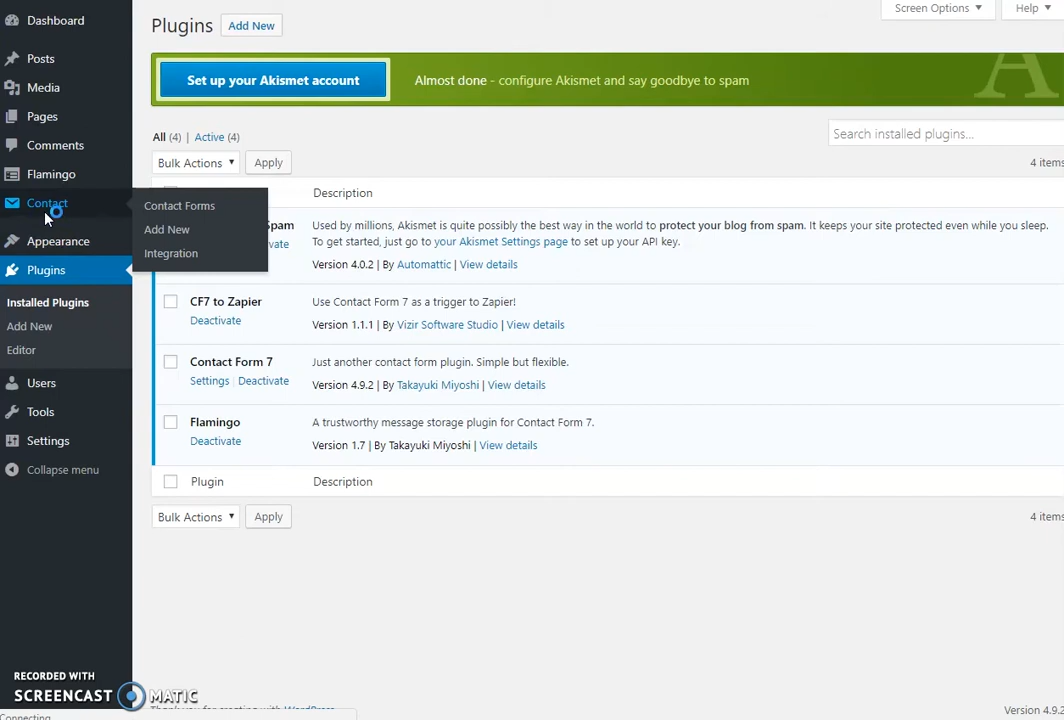 Dashboard
Posts
Media
Pages
Comments
Flamingo
Contact
Contact Forms
Add New
Integration
Appearance
Plugins
Installed Plugins
Add New
Editor
Users
Tools
Settings
Collapse menu
Screen Options ▼
Help ▼
Plugins Add New
Set up your Akismet account
Almost done - configure Akismet and say goodbye to spam
All (4) | Active (4)
Search installed plugins...
Bulk Actions ▼ Apply
4 items
Description
Spam
Used by millions, Akismet is quite possibly the best way in the world to protect your blog from spam. It keeps your site protected even while you sleep.
To get started, just go to your Akismet Settings page to set up your API key.
Version 4.0.2 | By Automattic | View details
CF7 to Zapier
Deactivate
Use Contact Form 7 as a trigger to Zapier!
Version 1.1.1 | By Vizir Software Studio | View details
Contact Form 7
Settings | Deactivate
Just another contact form plugin. Simple but flexible.
Version 4.9.2 | By Takayuki Miyoshi | View details
Flamingo
Deactivate
A trustworthy message storage plugin for Contact Form 7.
Version 1.7 | By Takayuki Miyoshi | View details
Plugin Description
Bulk Actions ▼ Apply
4 items
RECORDED WITH
SCREENCAST MATIC
Version 4.9.